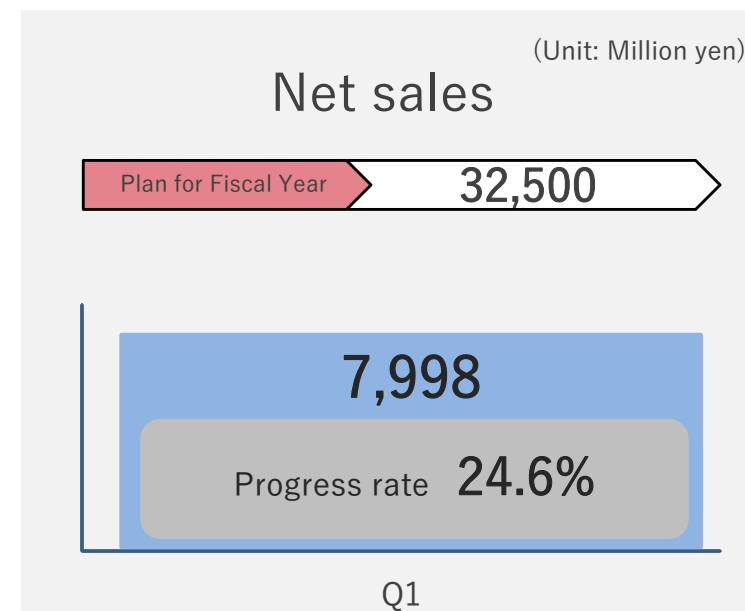 (Unit: Million yen)
Net sales
Plan for Fiscal Year 32,500
7,998
Progress rate 24.6%
Q1